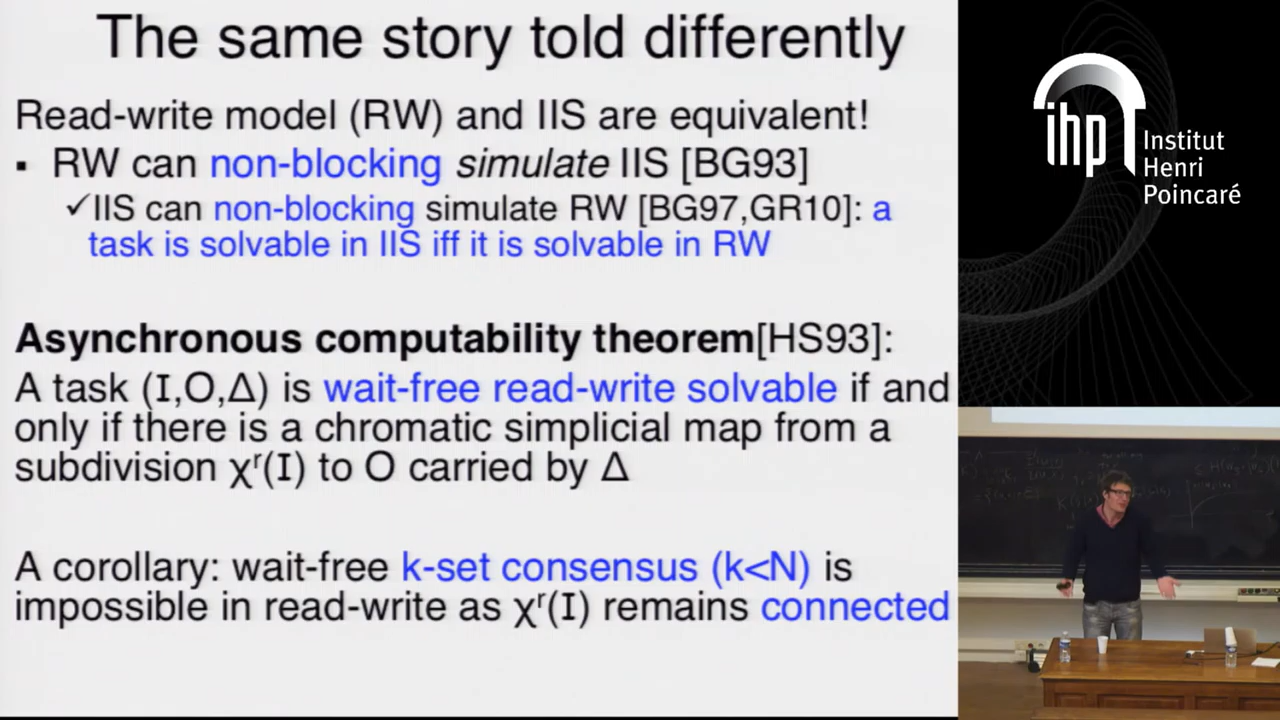 The same story told differently
Read-write model (RW) and IIS are equivalent!
▪ RW can non-blocking simulate IIS [BG93]
✓IIS can non-blocking simulate RW [BG97,GR10]: a
task is solvable in IIS iff it is solvable in RW
Asynchronous computability theorem[HS93]:
A task (I,O,Δ) is wait-free read-write solvable if and
only if there is a chromatic simplicial map from a
subdivision χʳ(I) to O carried by Δ
A corollary: wait-free k-set consensus (k<N) is
impossible in read-write as χʳ(I) remains connected
ihp
Institut
Henri
Poincaré